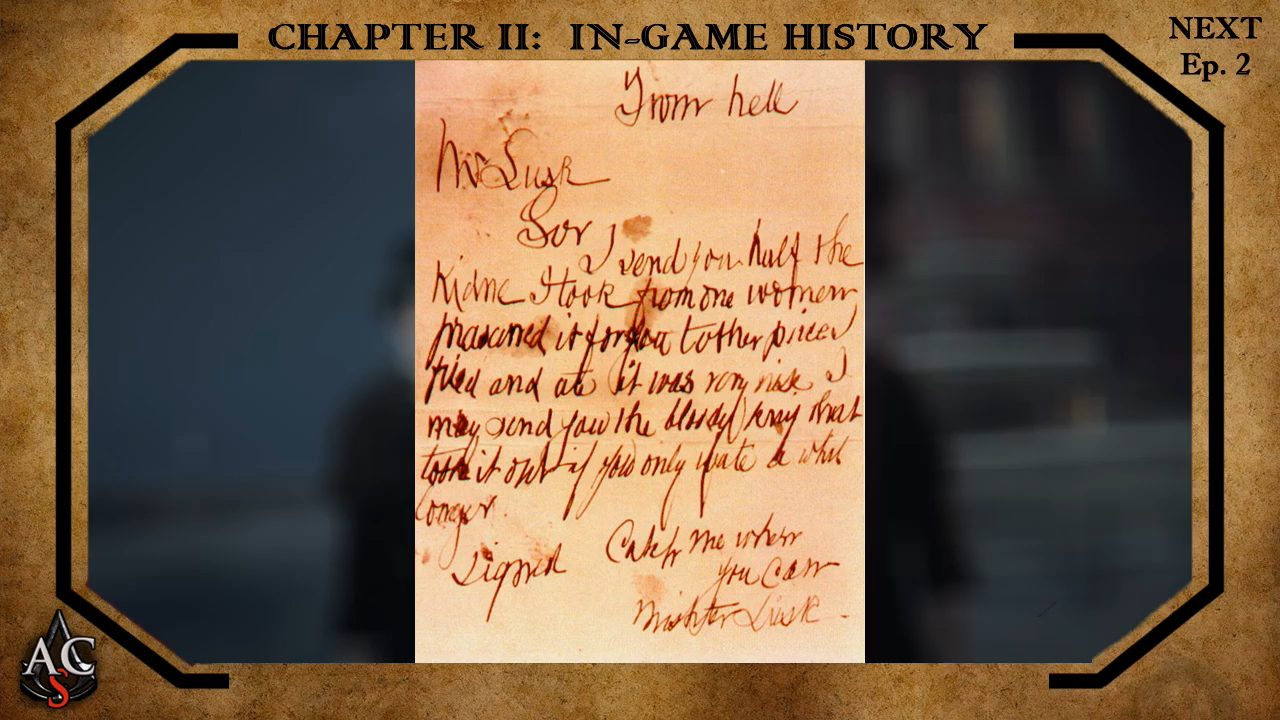 CHAPTER II: IN-GAME HISTORY
NEXT
Ep. 2
From hell
Mr Lusk
Sor
I send you half the
Kidne I took from one women
prasarved it for you tother piece I
fried and ate it was very nise I
may send you the bloody knif that
took it out if you only wate a whil
longer.
signed
Catch me when
you Can
Mishter Lusk.
ACS